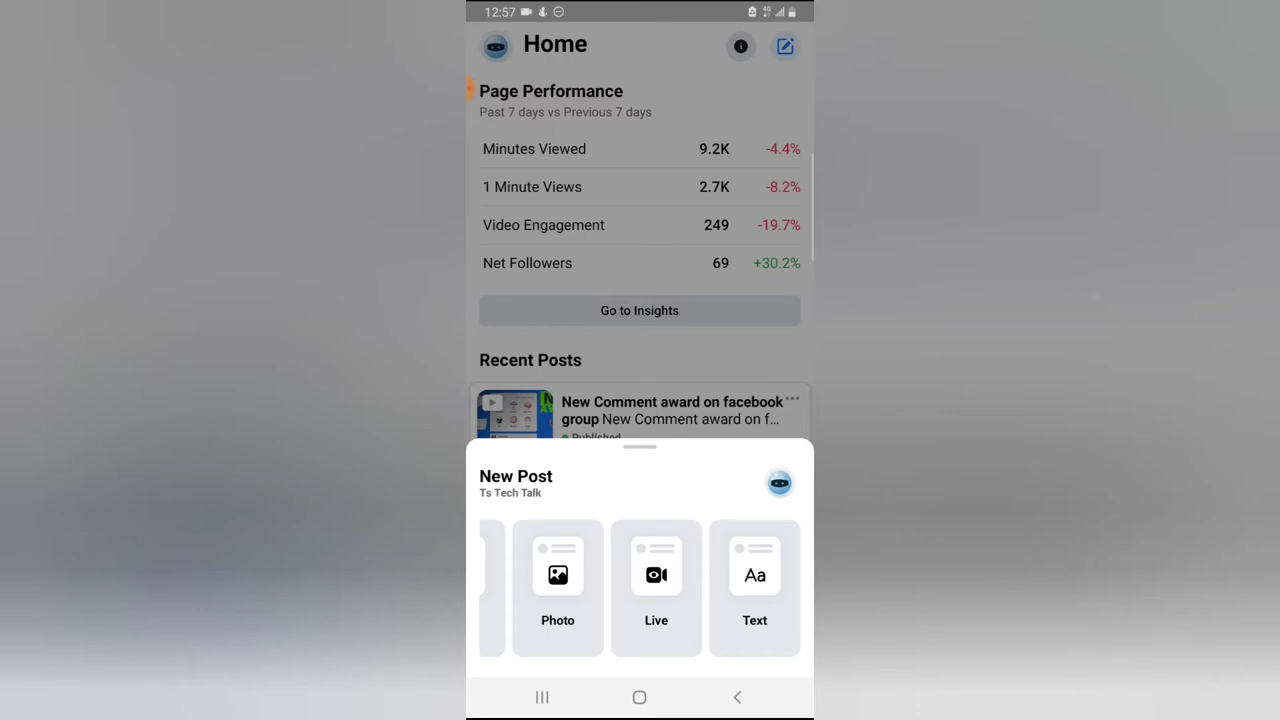 12:57
4G
Home
Page Performance
Past 7 days vs Previous 7 days
Minutes Viewed 9.2K -4.4%
1 Minute Views 2.7K -8.2%
Video Engagement 249 -19.7%
Net Followers 69 +30.2%
Go to Insights
Recent Posts
New Comment award on facebook
group New Comment award on f...
Published
New Post
Ts Tech Talk
Aa
Photo Live Text